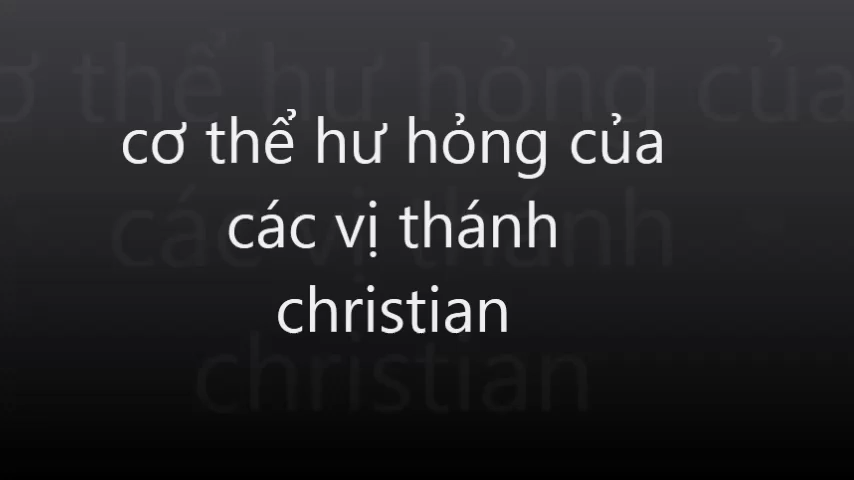 cơ thể hư hỏng của
các vị thánh
christian